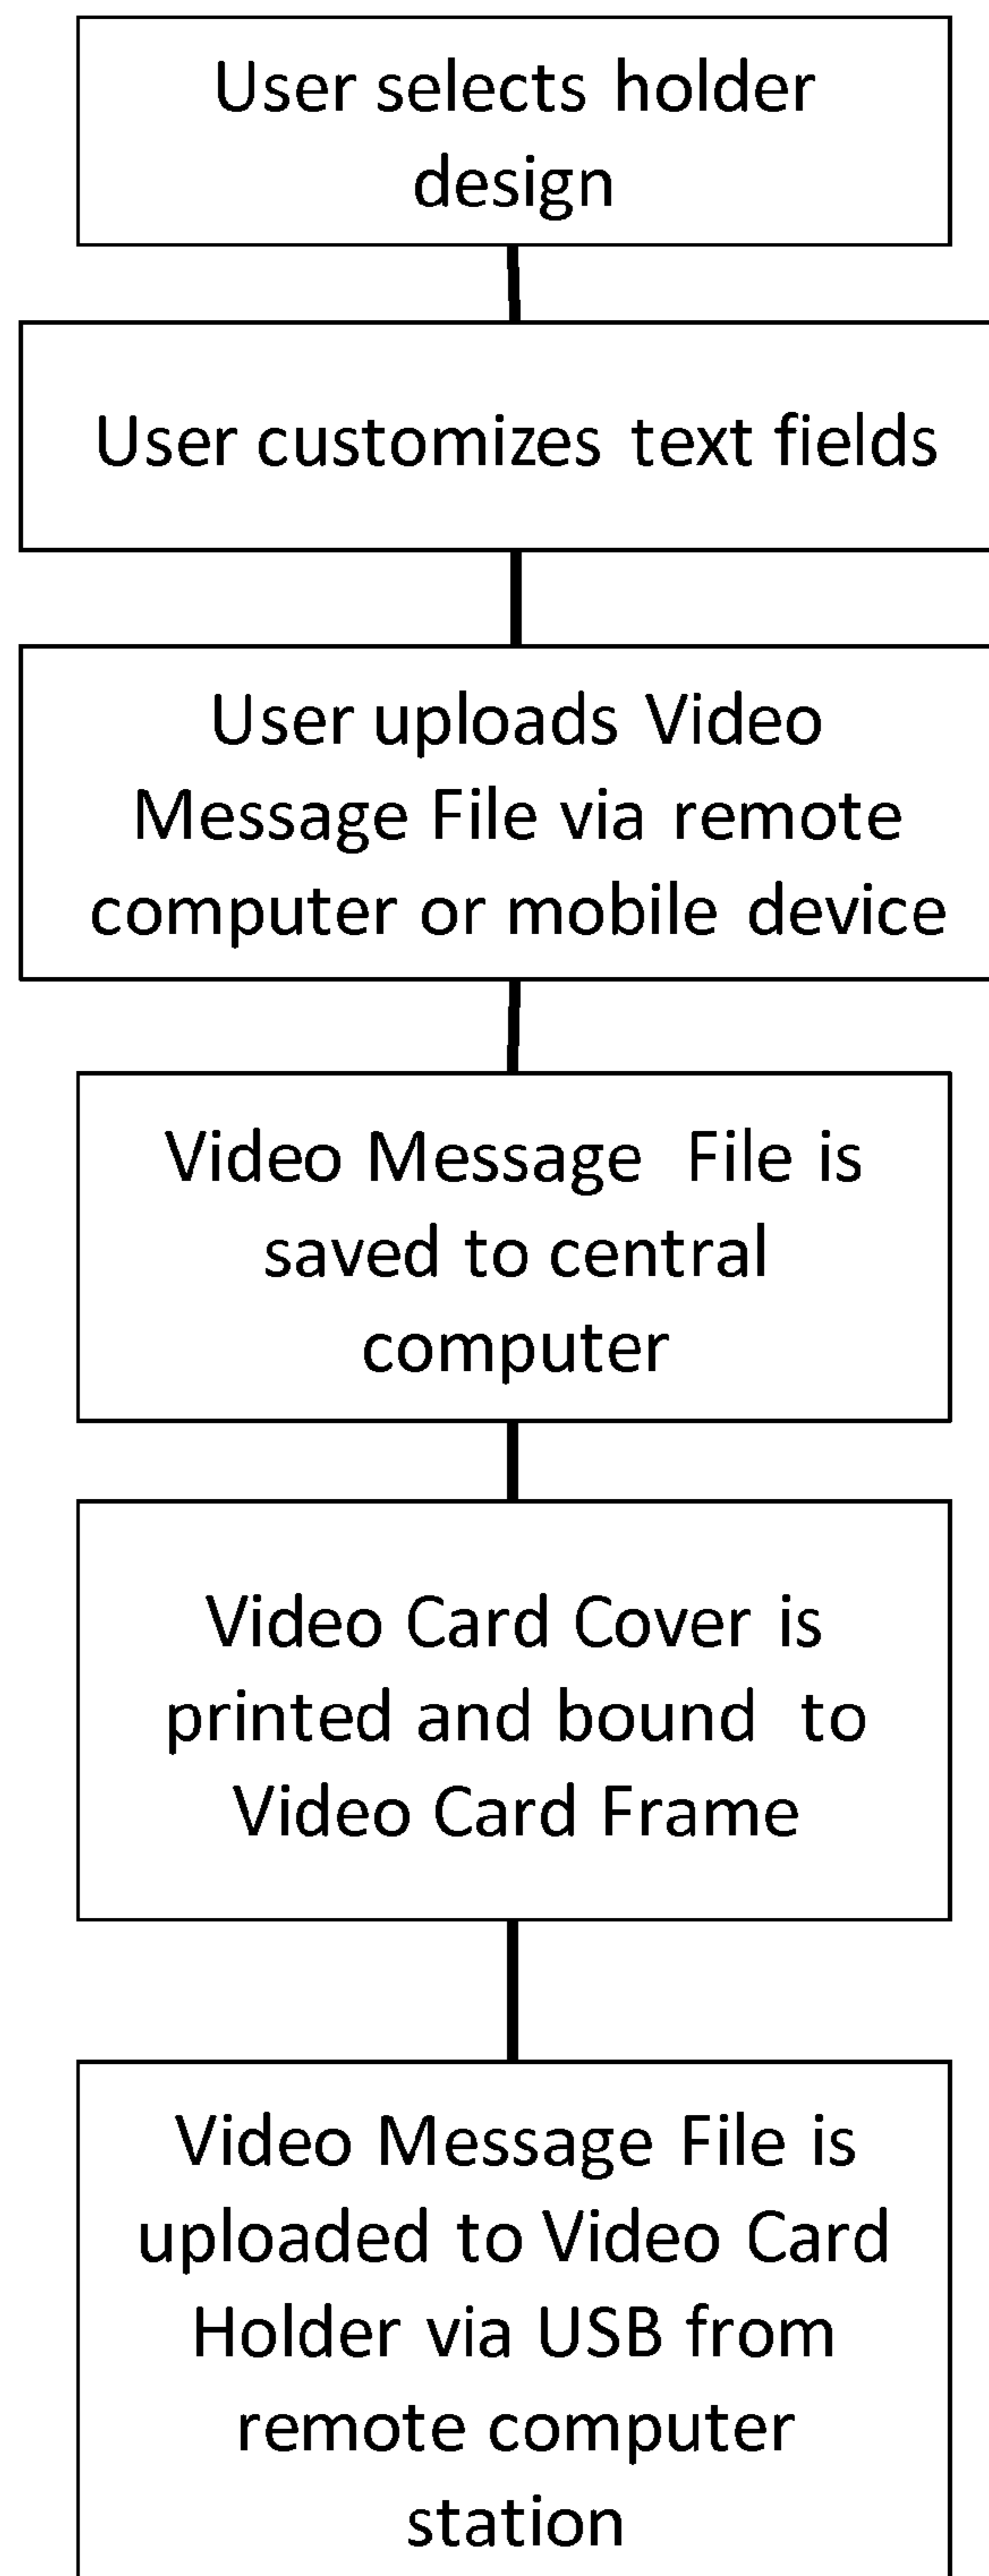 User selects holder
design
User customizes text fields
User uploads Video
Message File via remote
computer or mobile device
Video Message File is
saved to central
computer
Video Card Cover is
printed and bound to
Video Card Frame
Video Message File is
uploaded to Video Card
Holder via USB from
remote computer
station